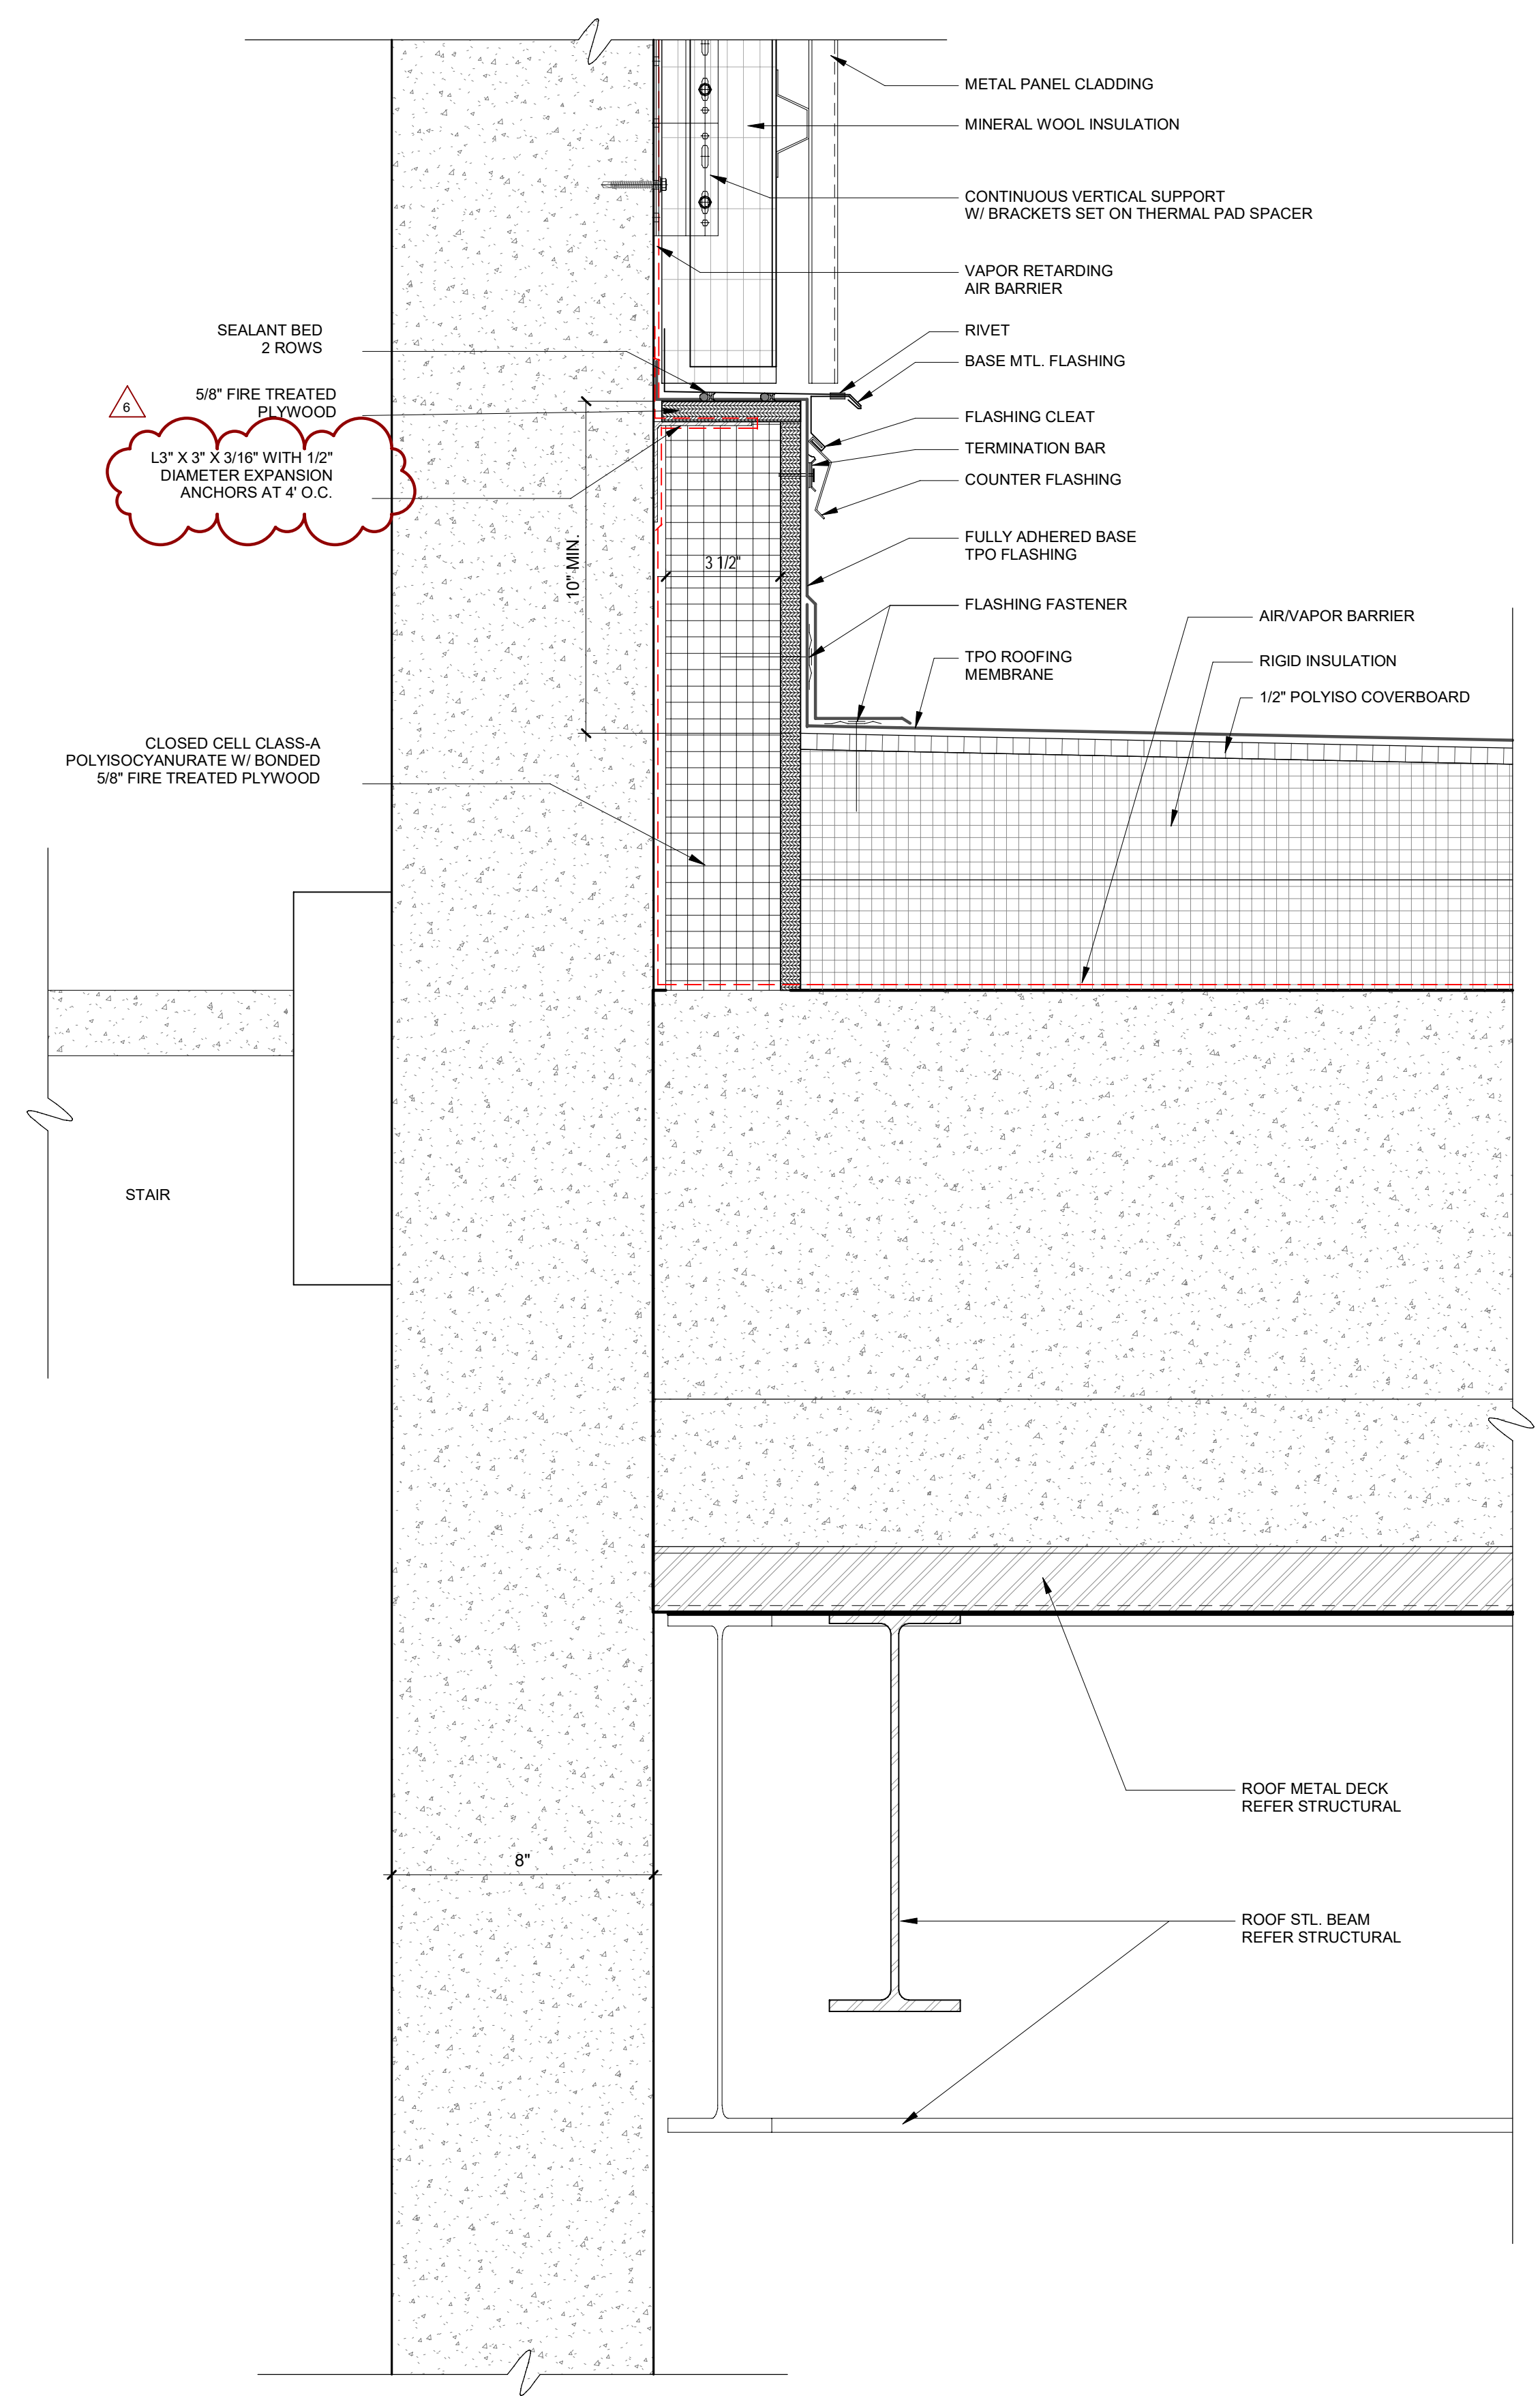 METAL PANEL CLADDING
MINERAL WOOL INSULATION
CONTINUOUS VERTICAL SUPPORT
W/ BRACKETS SET ON THERMAL PAD SPACER
VAPOR RETARDING
AIR BARRIER
SEALANT BED
2 ROWS
RIVET
BASE MTL. FLASHING
6
5/8" FIRE TREATED
PLYWOOD
FLASHING CLEAT
TERMINATION BAR
L3" X 3" X 3/16" WITH 1/2"
DIAMETER EXPANSION
ANCHORS AT 4' O.C.
COUNTER FLASHING
FULLY ADHERED BASE
TPO FLASHING
10" MIN.
3 1/2"
FLASHING FASTENER
AIR/VAPOR BARRIER
TPO ROOFING
MEMBRANE
RIGID INSULATION
1/2" POLYISO COVERBOARD
CLOSED CELL CLASS-A
POLYISOCYANURATE W/ BONDED
5/8" FIRE TREATED PLYWOOD
STAIR
ROOF METAL DECK
REFER STRUCTURAL
8"
ROOF STL. BEAM
REFER STRUCTURAL